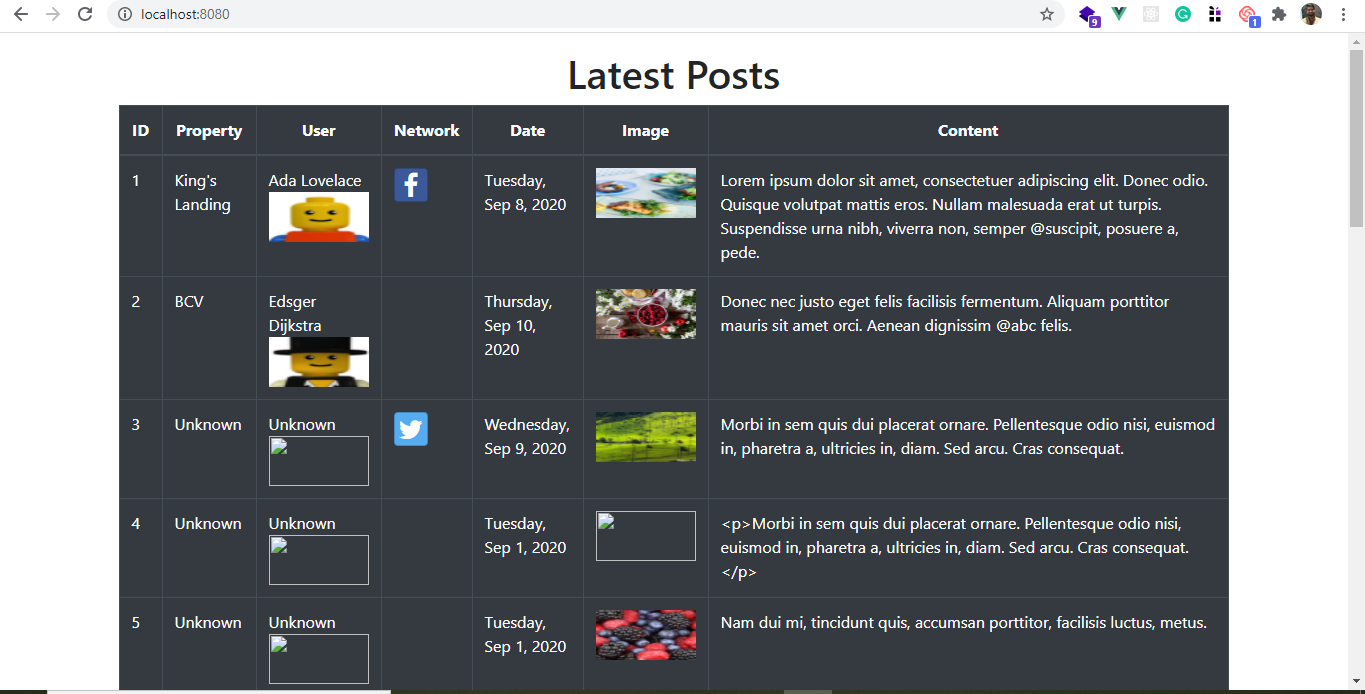 localhost:8080
9
1
Latest Posts
ID Property User Network Date Image Content
1 King's Landing Ada Lovelace Tuesday, Sep 8, 2020 Lorem ipsum dolor sit amet, consectetuer adipiscing elit. Donec odio.
Quisque volutpat mattis eros. Nullam malesuada erat ut turpis.
Suspendisse urna nibh, viverra non, semper @suscipit, posuere a,
pede.
2 BCV Edsger Dijkstra Thursday, Sep 10, 2020 Donec nec justo eget felis facilisis fermentum. Aliquam porttitor
mauris sit amet orci. Aenean dignissim @abc felis.
3 Unknown Unknown Wednesday, Sep 9, 2020 Morbi in sem quis dui placerat ornare. Pellentesque odio nisi, euismod
in, pharetra a, ultricies in, diam. Sed arcu. Cras consequat.
4 Unknown Unknown Tuesday, Sep 1, 2020 <p>Morbi in sem quis dui placerat ornare. Pellentesque odio nisi,
euismod in, pharetra a, ultricies in, diam. Sed arcu. Cras consequat.
</p>
5 Unknown Unknown Tuesday, Sep 1, 2020 Nam dui mi, tincidunt quis, accumsan porttitor, facilisis luctus, metus.